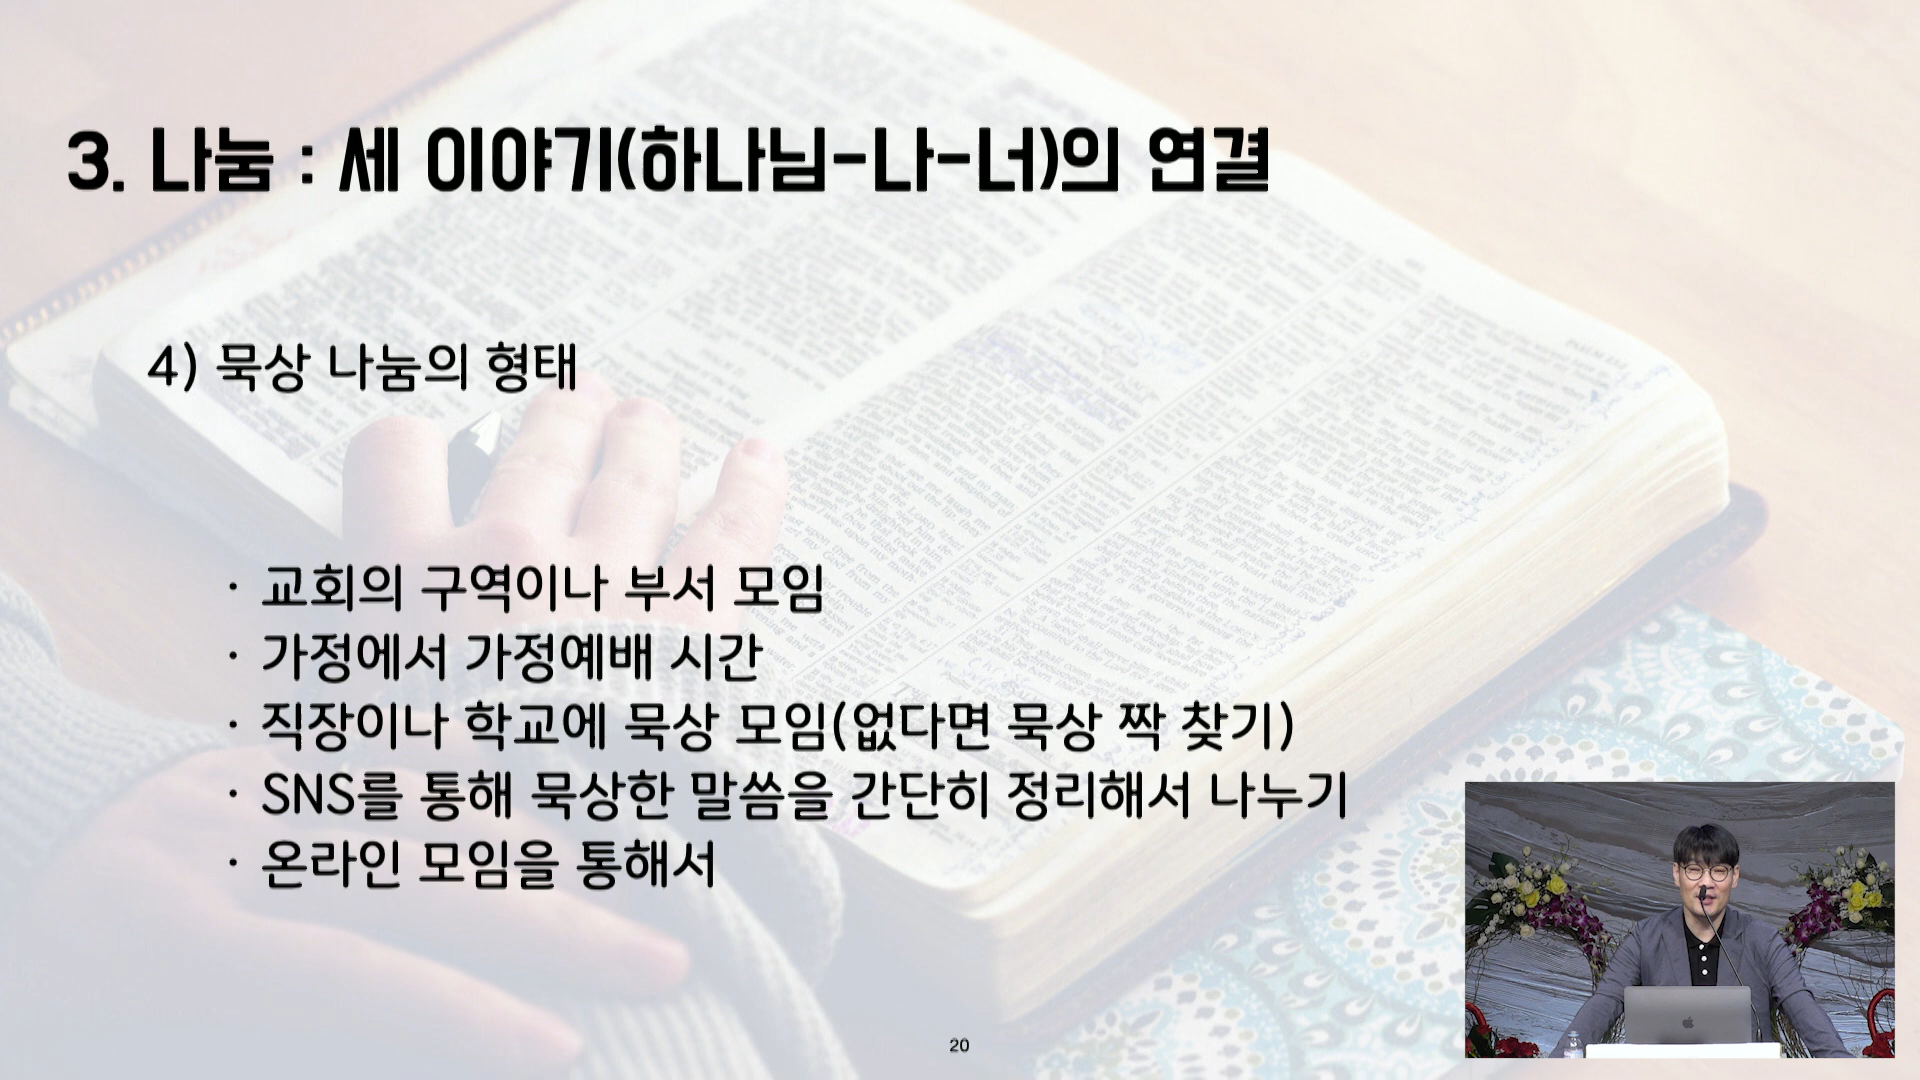 3. 나눔 : 세 이야기(하나님-나-너)의 연결
4) 묵상 나눔의 형태
· 교회의 구역이나 부서 모임
· 가정에서 가정예배 시간
· 직장이나 학교에 묵상 모임(없다면 묵상 짝 찾기)
· SNS를 통해 묵상한 말씀을 간단히 정리해서 나누기
· 온라인 모임을 통해서
20